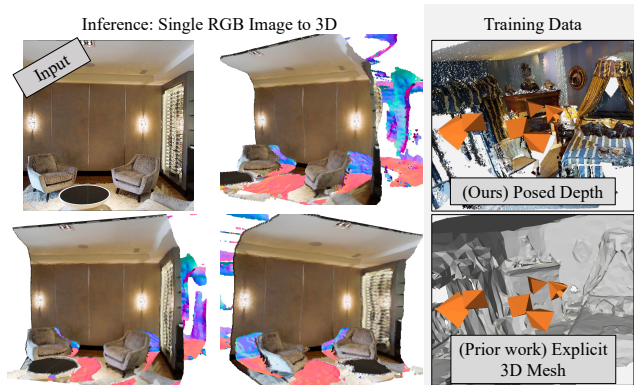 Inference: Single RGB Image to 3D
Training Data
Input
(Ours) Posed Depth
(Prior work) Explicit
3D Mesh